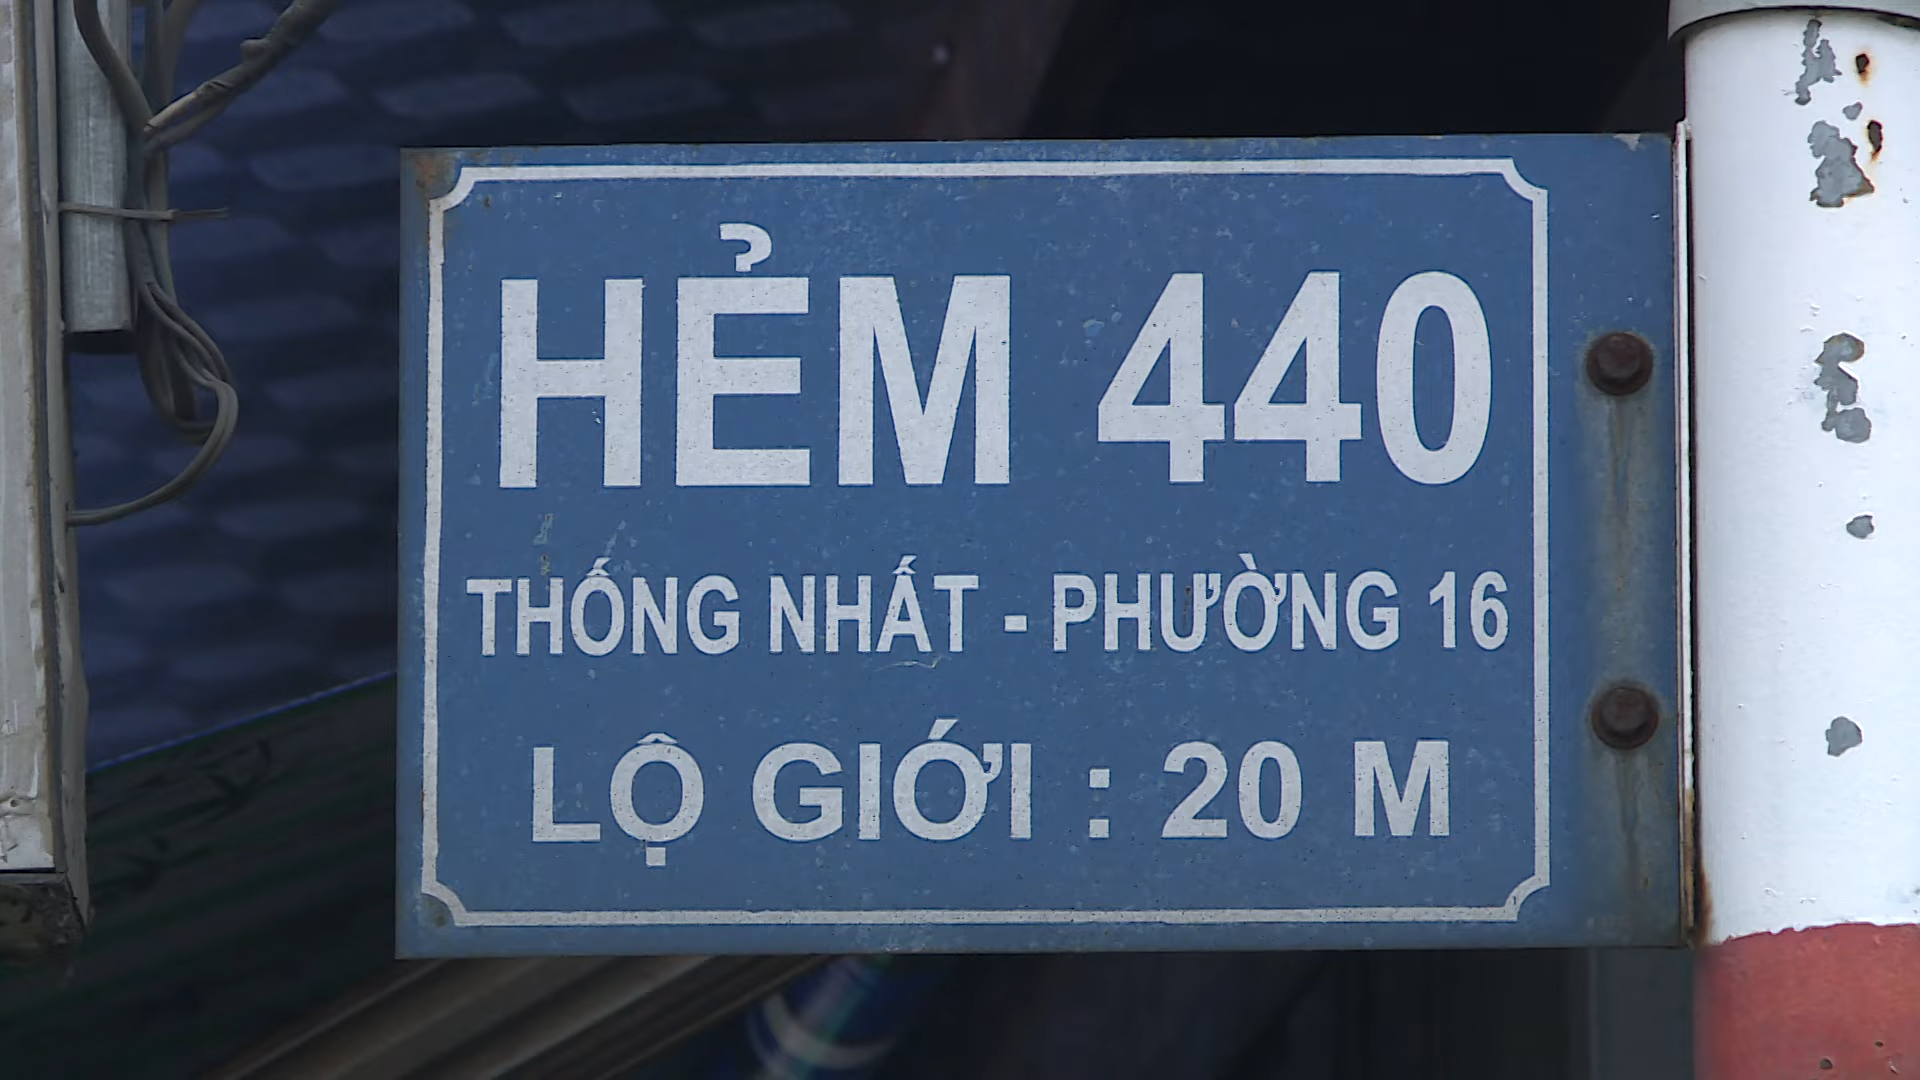 HẺM 440
THỐNG NHẤT - PHƯỜNG 16
LỘ GIỚI : 20 M